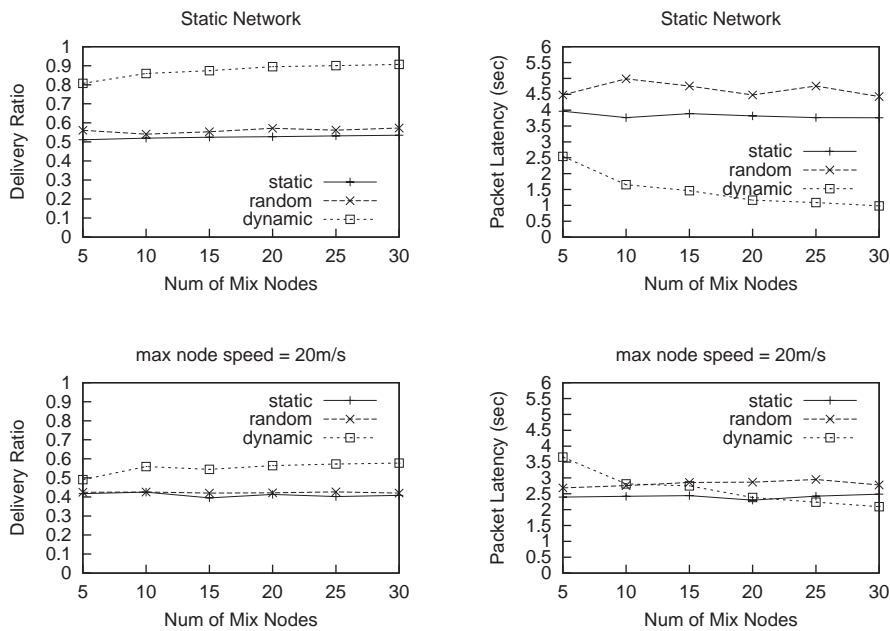 Static Network
Delivery Ratio
1
0.9
0.8
0.7
0.6
0.5
0.4
0.3
0.2
0.1
0
static
random
dynamic
5 10 15 20 25 30
Num of Mix Nodes
Static Network
Packet Latency (sec)
6
5.5
5
4.5
4
3.5
3
2.5
2
1.5
1
0.5
0
static
random
dynamic
5 10 15 20 25 30
Num of Mix Nodes
max node speed = 20m/s
Delivery Ratio
1
0.9
0.8
0.7
0.6
0.5
0.4
0.3
0.2
0.1
0
static
random
dynamic
5 10 15 20 25 30
Num of Mix Nodes
max node speed = 20m/s
Packet Latency (sec)
6
5.5
5
4.5
4
3.5
3
2.5
2
1.5
1
0.5
0
static
random
dynamic
5 10 15 20 25 30
Num of Mix Nodes